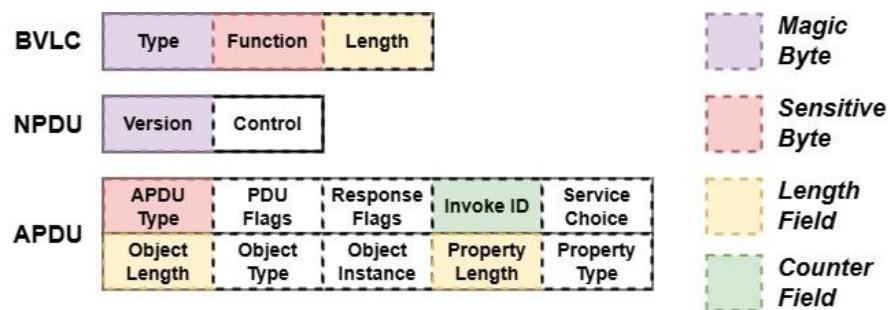 BVLC
Type Function Length
NPDU
Version Control
APDU
APDU Type PDU Flags Response Flags Invoke ID Service Choice
Object Length Object Type Object Instance Property Length Property Type
Magic
Byte
Sensitive
Byte
Length
Field
Counter
Field